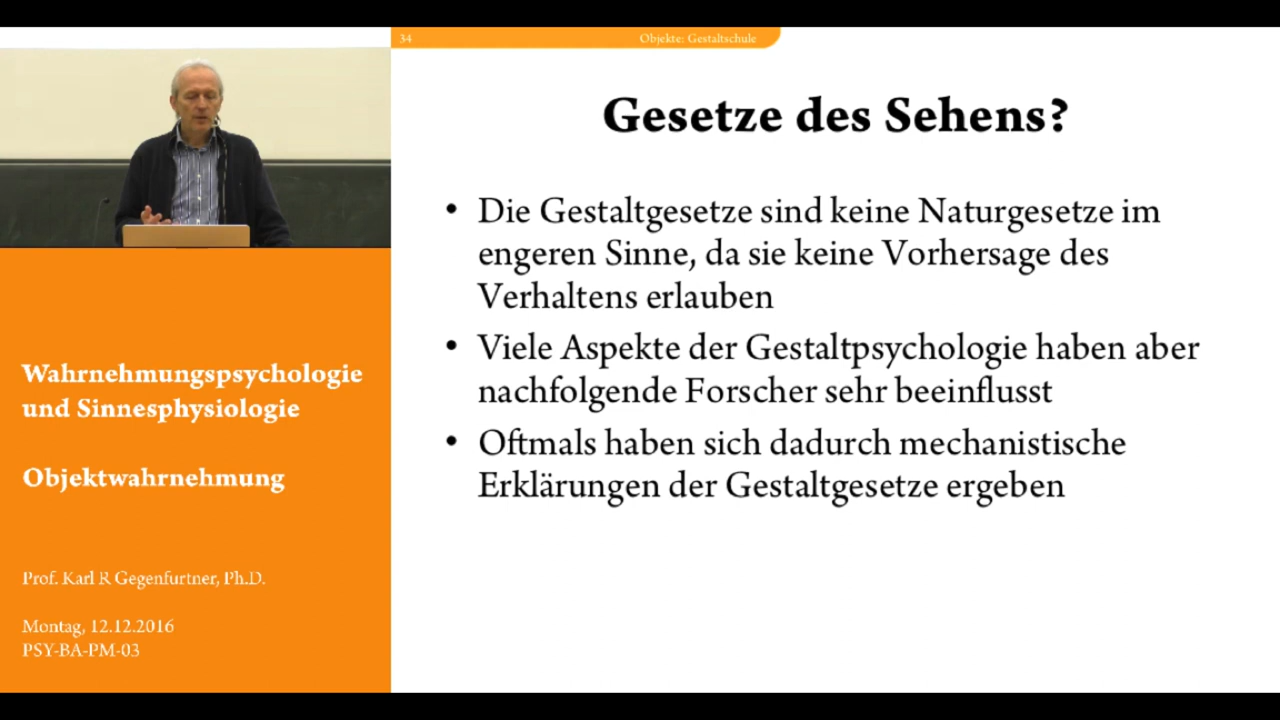 34
Objekte: Gestaltschule
Gesetze des Sehens?
• Die Gestaltgesetze sind keine Naturgesetze im
engeren Sinne, da sie keine Vorhersage des
Verhaltens erlauben
• Viele Aspekte der Gestaltpsychologie haben aber
nachfolgende Forscher sehr beeinflusst
• Oftmals haben sich dadurch mechanistische
Erklärungen der Gestaltgesetze ergeben
Wahrnehmungspsychologie
und Sinnesphysiologie
Objektwahrnehmung
Prof. Karl R Gegenfurtner, Ph.D.
Montag, 12.12.2016
PSY-BA-PM-03